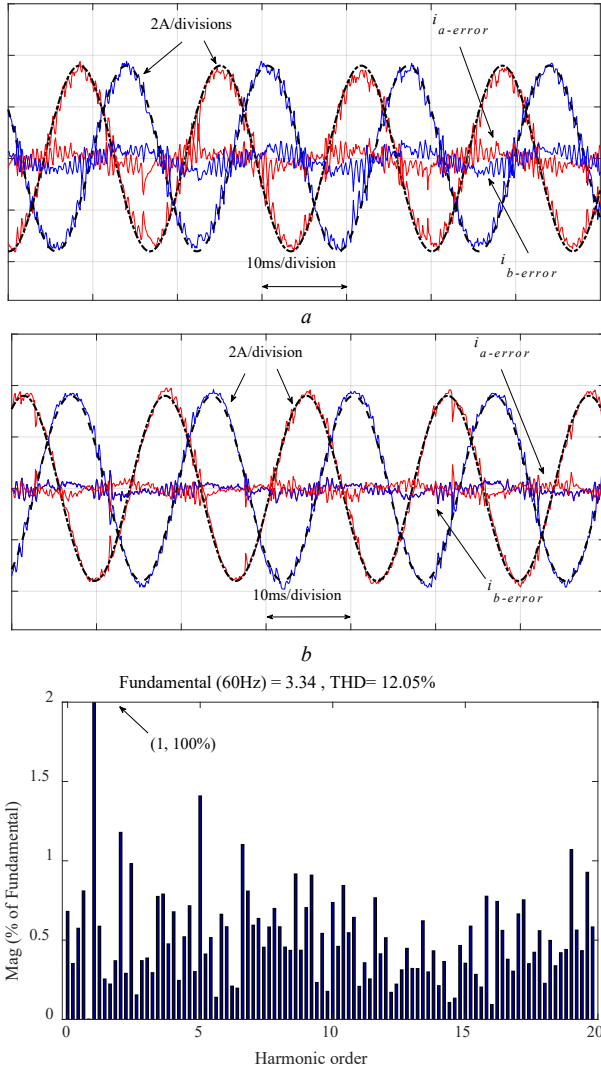 2A/divisions
i a-error
10ms/division
i b-error
a
2A/division
i a-error
10ms/division
i b-error
b
Fundamental (60Hz) = 3.34 , THD= 12.05%
2
(1, 100%)
1.5
1
0.5
0
Mag (% of Fundamental)
0 5 10 15 20
Harmonic order